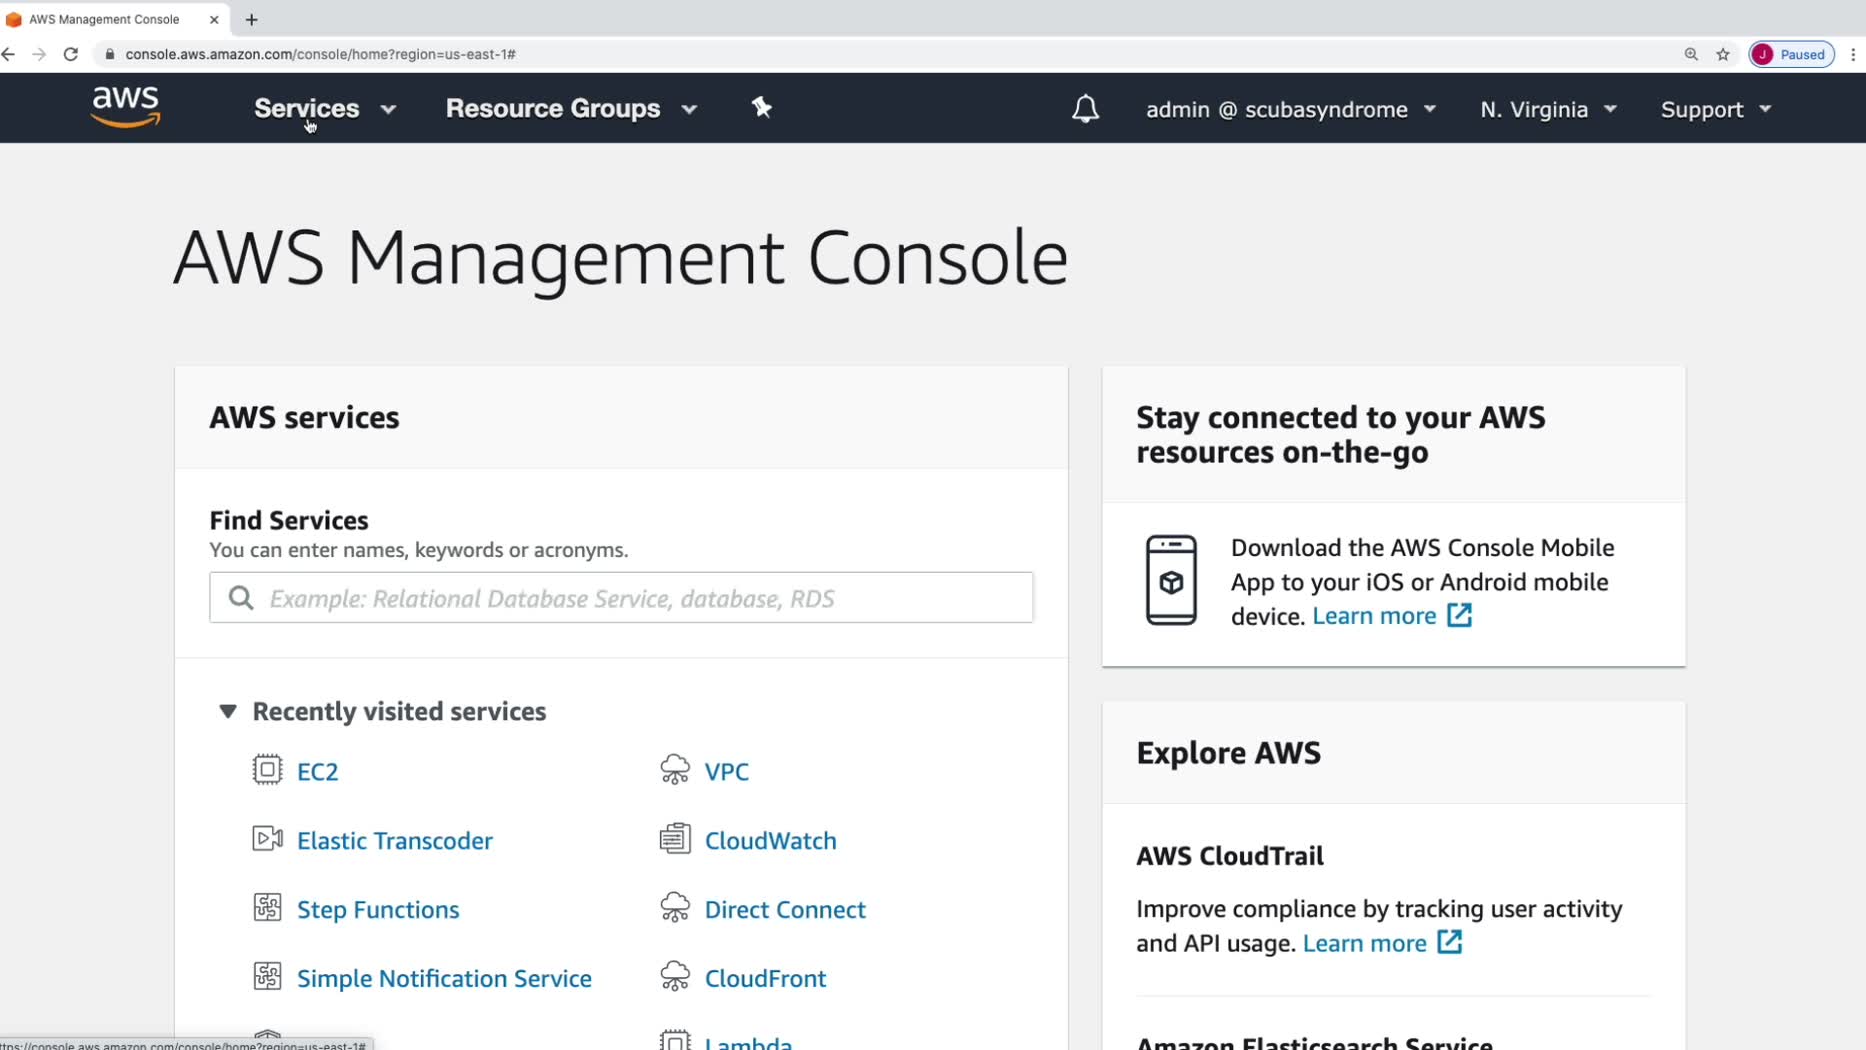 AWS Management Console
console.aws.amazon.com/console/home?region=us-east-1#
J
Paused
aws
Services
Resource Groups
admin @ scubasyndrome
N. Virginia
Support
AWS Management Console
AWS services
Find Services
You can enter names, keywords or acronyms.
Example: Relational Database Service, database, RDS
Recently visited services
EC2
VPC
Elastic Transcoder
CloudWatch
Step Functions
Direct Connect
Simple Notification Service
CloudFront
Lambda
Stay connected to your AWS
resources on-the-go
Download the AWS Console Mobile
App to your iOS or Android mobile
device. Learn more
Explore AWS
AWS CloudTrail
Improve compliance by tracking user activity
and API usage. Learn more
Amazon Elasticsearch Service
ttps://console.aws.amazon.com/console/home?region=us-east-1#